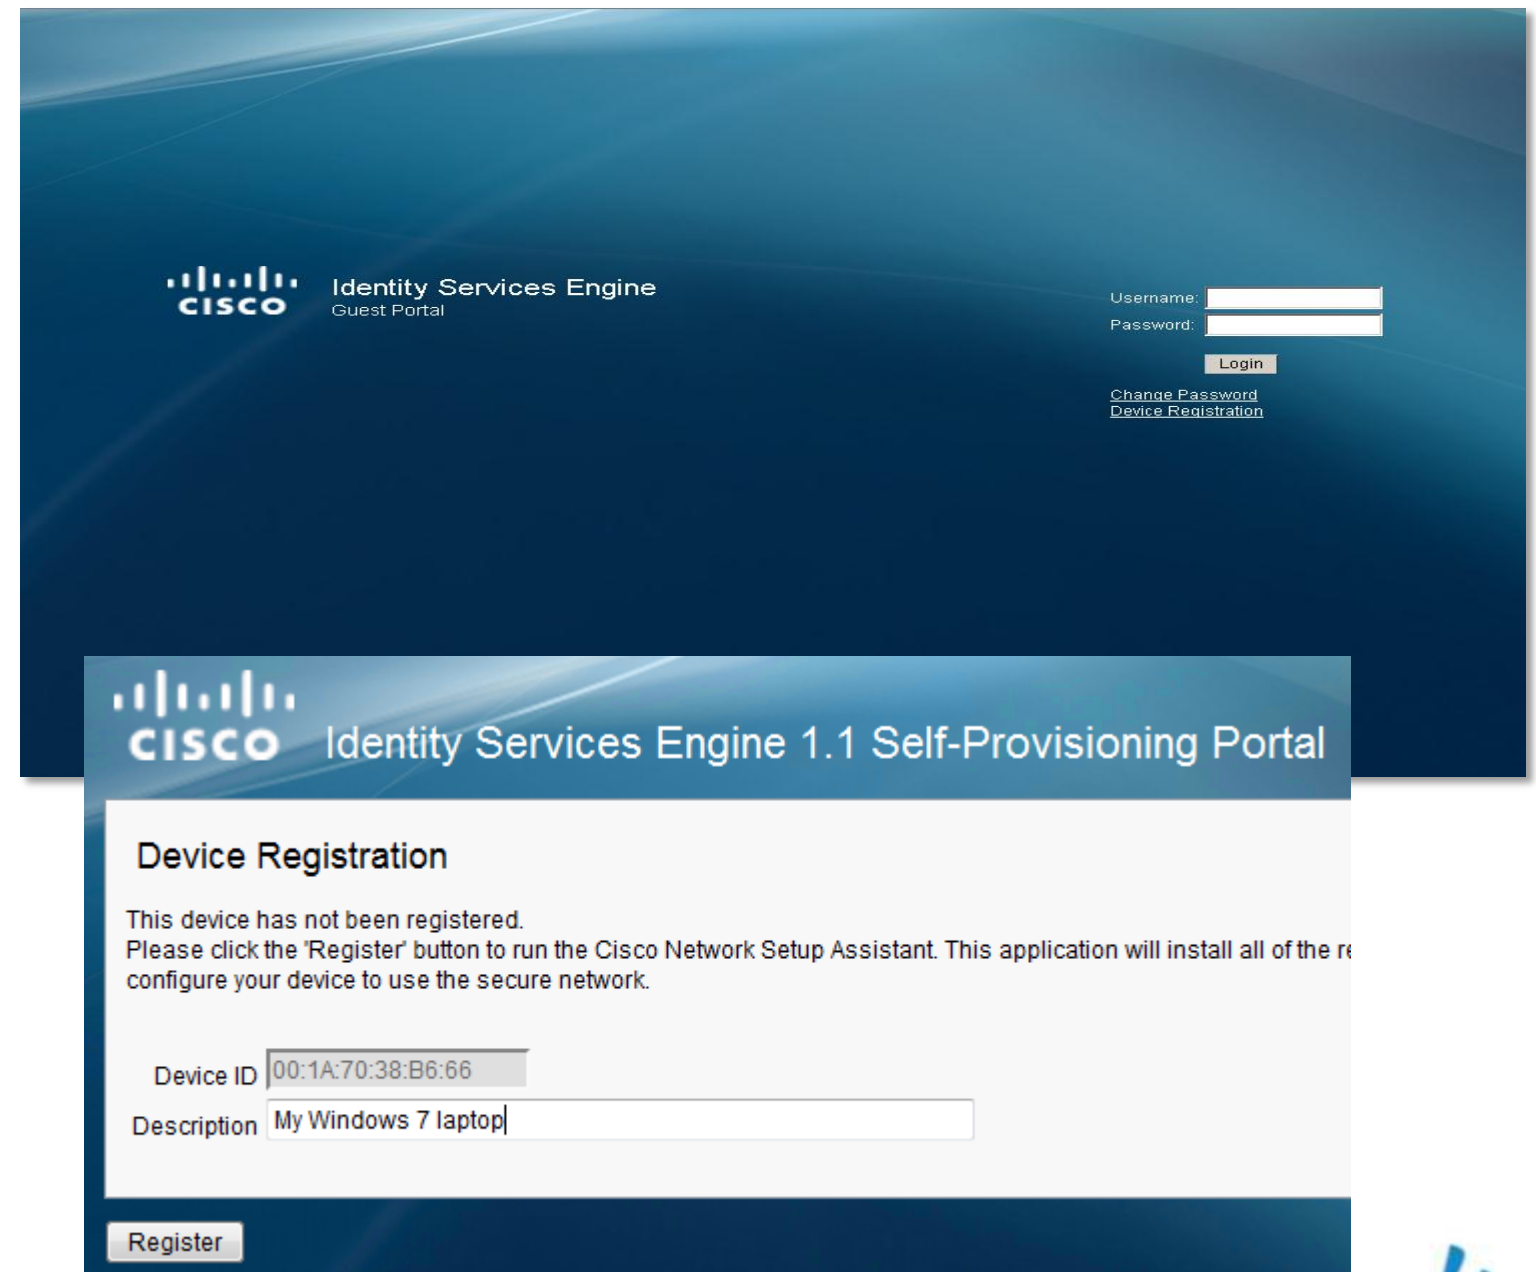 CISCO
Identity Services Engine
Guest Portal
Username:
Password:
Login
Change Password
Device Registration
CISCO
Identity Services Engine 1.1 Self-Provisioning Portal
Device Registration
This device has not been registered.
Please click the 'Register' button to run the Cisco Network Setup Assistant. This application will install all of the
configure your device to use the secure network.
Device ID 00:1A:70:38:B6:66
Description My Windows 7 laptop
Register